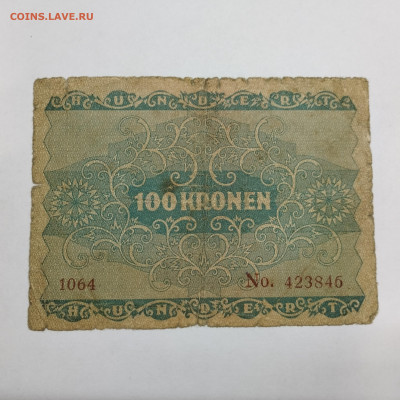 COINS.LAVE.RU
HUNDERT
100 KRONEN
1064 No. 423846
HUNDERT